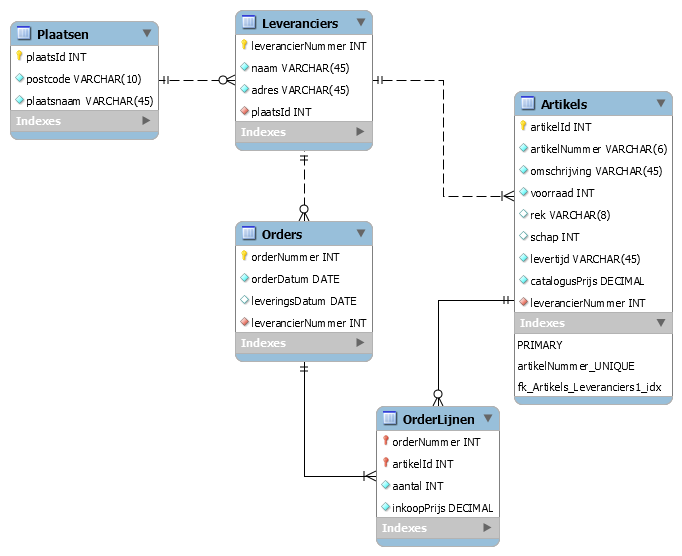 Plaatsen
plaatsId INT
postcode VARCHAR(10)
plaatsnaam VARCHAR(45)
Indexes
Leveranciers
leverancierNummer INT
naam VARCHAR(45)
adres VARCHAR(45)
plaatsId INT
Indexes
Artikels
artikelId INT
artikelNummer VARCHAR(6)
omschrijving VARCHAR(45)
voorraad INT
rek VARCHAR(8)
schap INT
levertijd VARCHAR(45)
catalogusPrijs DECIMAL
leverancierNummer INT
Indexes
PRIMARY
artikelNummer_UNIQUE
fk_Artikels_Leveranciers1_idx
Orders
orderNummer INT
orderDatum DATE
leveringsDatum DATE
leverancierNummer INT
Indexes
OrderLijnen
orderNummer INT
artikelId INT
aantal INT
inkoopPrijs DECIMAL
Indexes